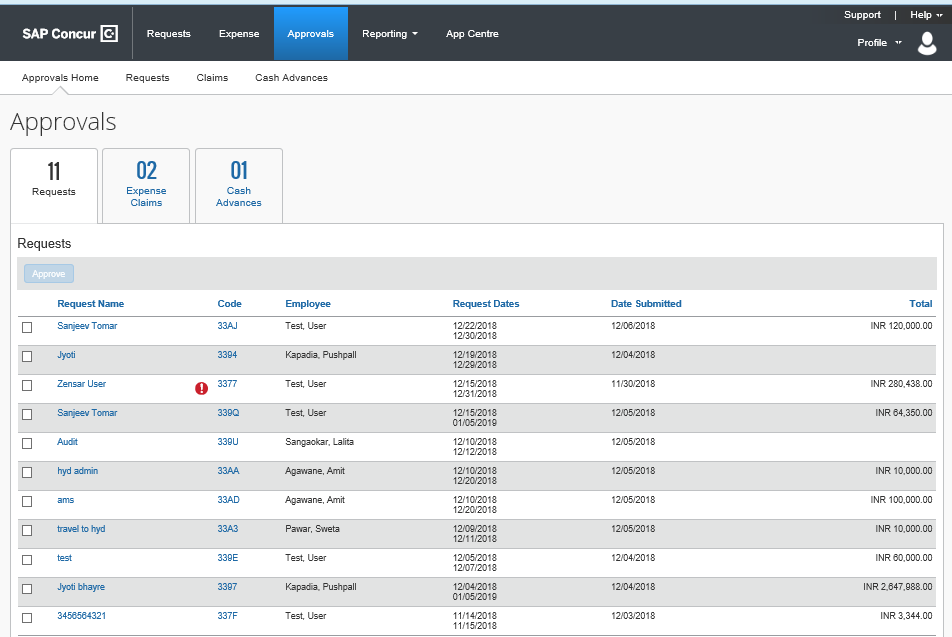 Support | Help
SAP Concur C Requests Expense Approvals Reporting App Centre
Profile
Approvals Home Requests Claims Cash Advances
Approvals
11 Requests
02 Expense Claims
01 Cash Advances
Requests
Approve
Request Name Code Employee Request Dates Date Submitted Total
Sanjeev Tomar 33AJ Test, User 12/22/2018 12/06/2018 INR 120,000.00
12/30/2018
Jyoti 3394 Kapadia, Pushpall 12/19/2018 12/04/2018
12/29/2018
Zensar User 3377 Test, User 12/15/2018 11/30/2018 INR 280,438.00
12/31/2018
Sanjeev Tomar 339Q Test, User 12/15/2018 12/05/2018 INR 64,350.00
01/05/2019
Audit 339U Sangaokar, Lalita 12/10/2018 12/05/2018
12/12/2018
hyd admin 33AA Agawane, Amit 12/10/2018 12/05/2018 INR 10,000.00
12/20/2018
ams 33AD Agawane, Amit 12/10/2018 12/05/2018 INR 100,000.00
12/20/2018
travel to hyd 33A3 Pawar, Sweta 12/09/2018 12/05/2018 INR 10,000.00
12/11/2018
test 339E Test, User 12/05/2018 12/04/2018 INR 60,000.00
12/07/2018
Jyoti bhayre 3397 Kapadia, Pushpall 12/04/2018 12/04/2018 INR 2,647,988.00
01/05/2019
3456564321 337F Test, User 11/14/2018 12/03/2018 INR 3,344.00
11/15/2018